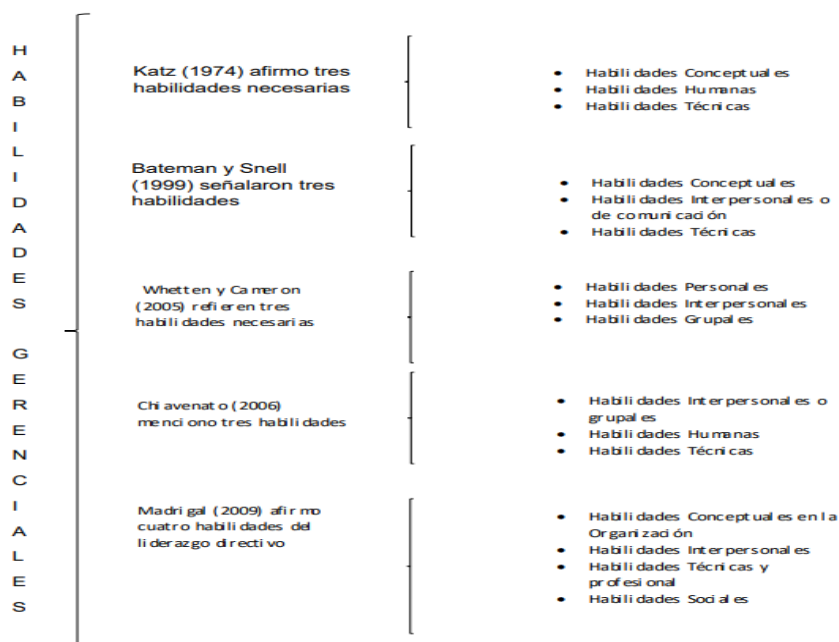 HABILIDADES GERENCIALES
Katz (1974) afirmo tres
habilidades necesarias
• Habilidades Conceptuales
• Habilidades Humanas
• Habilidades Técnicas
Bateman y Snell
(1999) señalaron tres
habilidades
• Habilidades Conceptuales
• Habilidades Interpersonales o
de comunicación
• Habilidades Técnicas
Whetten y Cameron
(2005) refieren tres
habilidades necesarias
• Habilidades Personales
• Habilidades Interpersonales
• Habilidades Grupales
Chiavenato (2006)
menciono tres habilidades
• Habilidades Interpersonales o
grupales
• Habilidades Humanas
• Habilidades Técnicas
Madrigal (2009) afirmo
cuatro habilidades del
liderazgo directivo
• Habilidades Conceptuales en la
Organización
• Habilidades Interpersonales
• Habilidades Técnicas y
profesional
• Habilidades Sociales